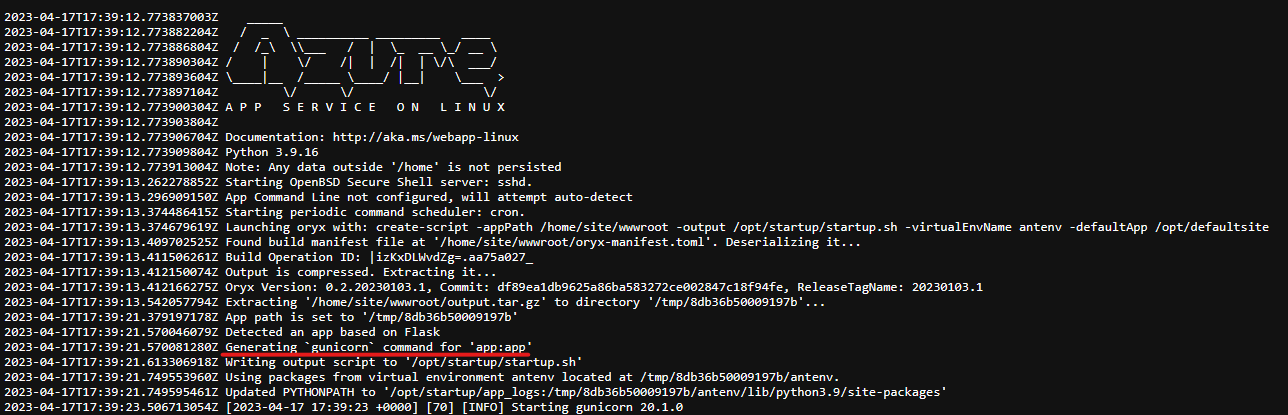 2023-04-17T17:39:12.773837003Z    _____
2023-04-17T17:39:12.773882204Z   /  _  \ __________ _________   ____
2023-04-17T17:39:12.773886804Z  /  /_\  \\___   /  |  \_  __ \_/ __ \
2023-04-17T17:39:12.773890304Z /    |    \/    /|  |  /|  | \/\  ___/
2023-04-17T17:39:12.773893604Z \____|__  /_____ \____/ |__|    \___  >
2023-04-17T17:39:12.773897104Z         \/      \/                  \/
2023-04-17T17:39:12.773900304Z A P P   S E R V I C E   O N   L I N U X
2023-04-17T17:39:12.773903804Z
2023-04-17T17:39:12.773906704Z Documentation: http://aka.ms/webapp-linux
2023-04-17T17:39:12.773909804Z Python 3.9.16
2023-04-17T17:39:12.773913004Z Note: Any data outside '/home' is not persisted
2023-04-17T17:39:13.262278852Z Starting OpenBSD Secure Shell server: sshd.
2023-04-17T17:39:13.296909150Z App Command Line not configured, will attempt auto-detect
2023-04-17T17:39:13.374486415Z Starting periodic command scheduler: cron.
2023-04-17T17:39:13.374679619Z Launching oryx with: create-script -appPath /home/site/wwwroot -output /opt/startup/startup.sh -virtualEnvName antenv -defaultApp /opt/defaultsite
2023-04-17T17:39:13.409702525Z Found build manifest file at '/home/site/wwwroot/oryx-manifest.toml'. Deserializing it...
2023-04-17T17:39:13.411506261Z Build Operation ID: |izKxDLWvdZg=.aa75a027_
2023-04-17T17:39:13.412150074Z Output is compressed. Extracting it...
2023-04-17T17:39:13.412166275Z Oryx Version: 0.2.20230103.1, Commit: df89ea1db9625a86ba583272ce002847c18f94fe, ReleaseTagName: 20230103.1
2023-04-17T17:39:13.542057794Z Extracting '/home/site/wwwroot/output.tar.gz' to directory '/tmp/8db36b50009197b'...
2023-04-17T17:39:21.379197178Z App path is set to '/tmp/8db36b50009197b'
2023-04-17T17:39:21.570046079Z Detected an app based on Flask
2023-04-17T17:39:21.570081280Z Generating `gunicorn` command for 'app:app'
2023-04-17T17:39:21.613306918Z Writing output script to '/opt/startup/startup.sh'
2023-04-17T17:39:21.749553960Z Using packages from virtual environment antenv located at /tmp/8db36b50009197b/antenv.
2023-04-17T17:39:21.749595461Z Updated PYTHONPATH to '/opt/startup/app_logs:/tmp/8db36b50009197b/antenv/lib/python3.9/site-packages'
2023-04-17T17:39:23.506713054Z [2023-04-17 17:39:23 +0000] [70] [INFO] Starting gunicorn 20.1.0